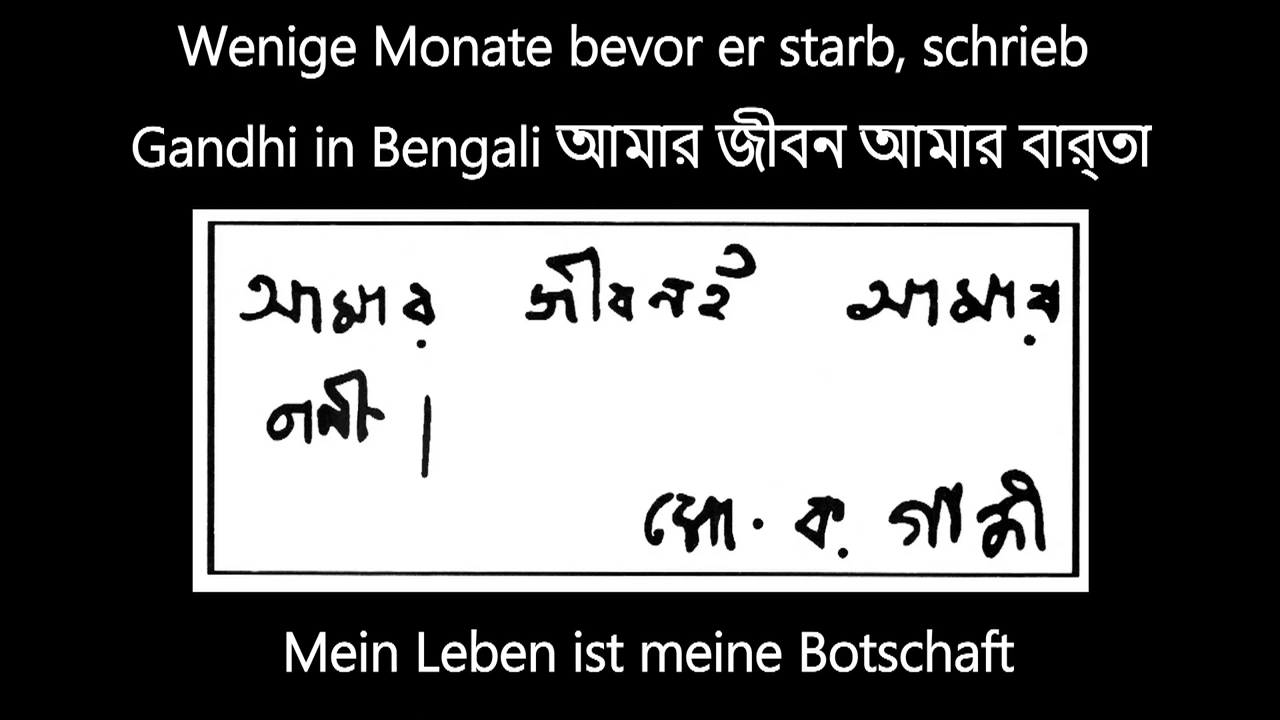 Wenige Monate bevor er starb, schrieb
Gandhi in Bengali আমার জীবন আমার বার্‌তা
আমার জীবনই আমার
বাণী।
মো. ক. গান্ধী
Mein Leben ist meine Botschaft